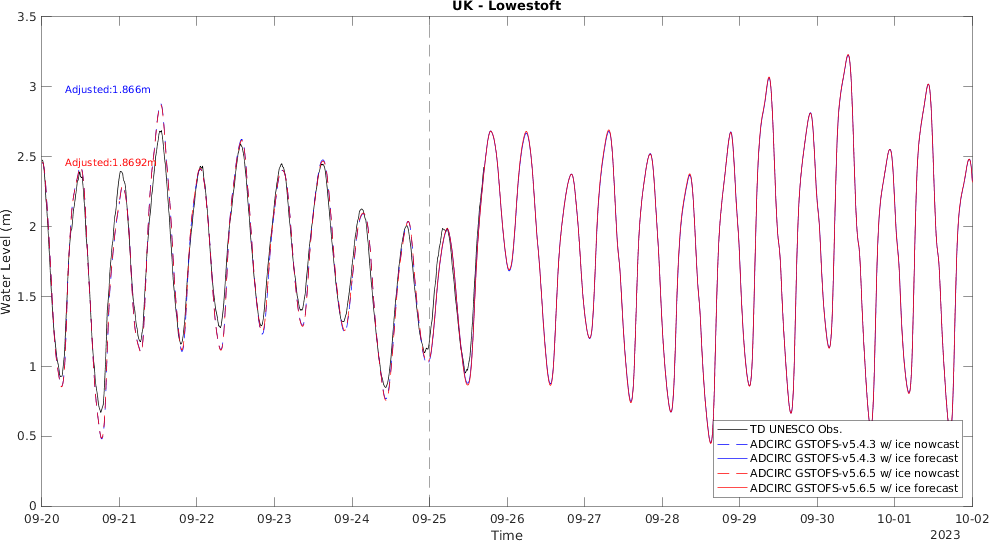 UK - Lowestoft
3.5
3
2.5
2
1.5
1
0.5
0
Water Level (m)
Adjusted:1.866m
Adjusted:1.8692m
TD UNESCO Obs.
ADCIRC GSTOFS-v5.4.3 w/ ice nowcast
ADCIRC GSTOFS-v5.4.3 w/ ice forecast
ADCIRC GSTOFS-v5.6.5 w/ ice nowcast
ADCIRC GSTOFS-v5.6.5 w/ ice forecast
09-20 09-21 09-22 09-23 09-24 09-25 09-26 09-27 09-28 09-29 09-30 10-01 10-02
Time
2023